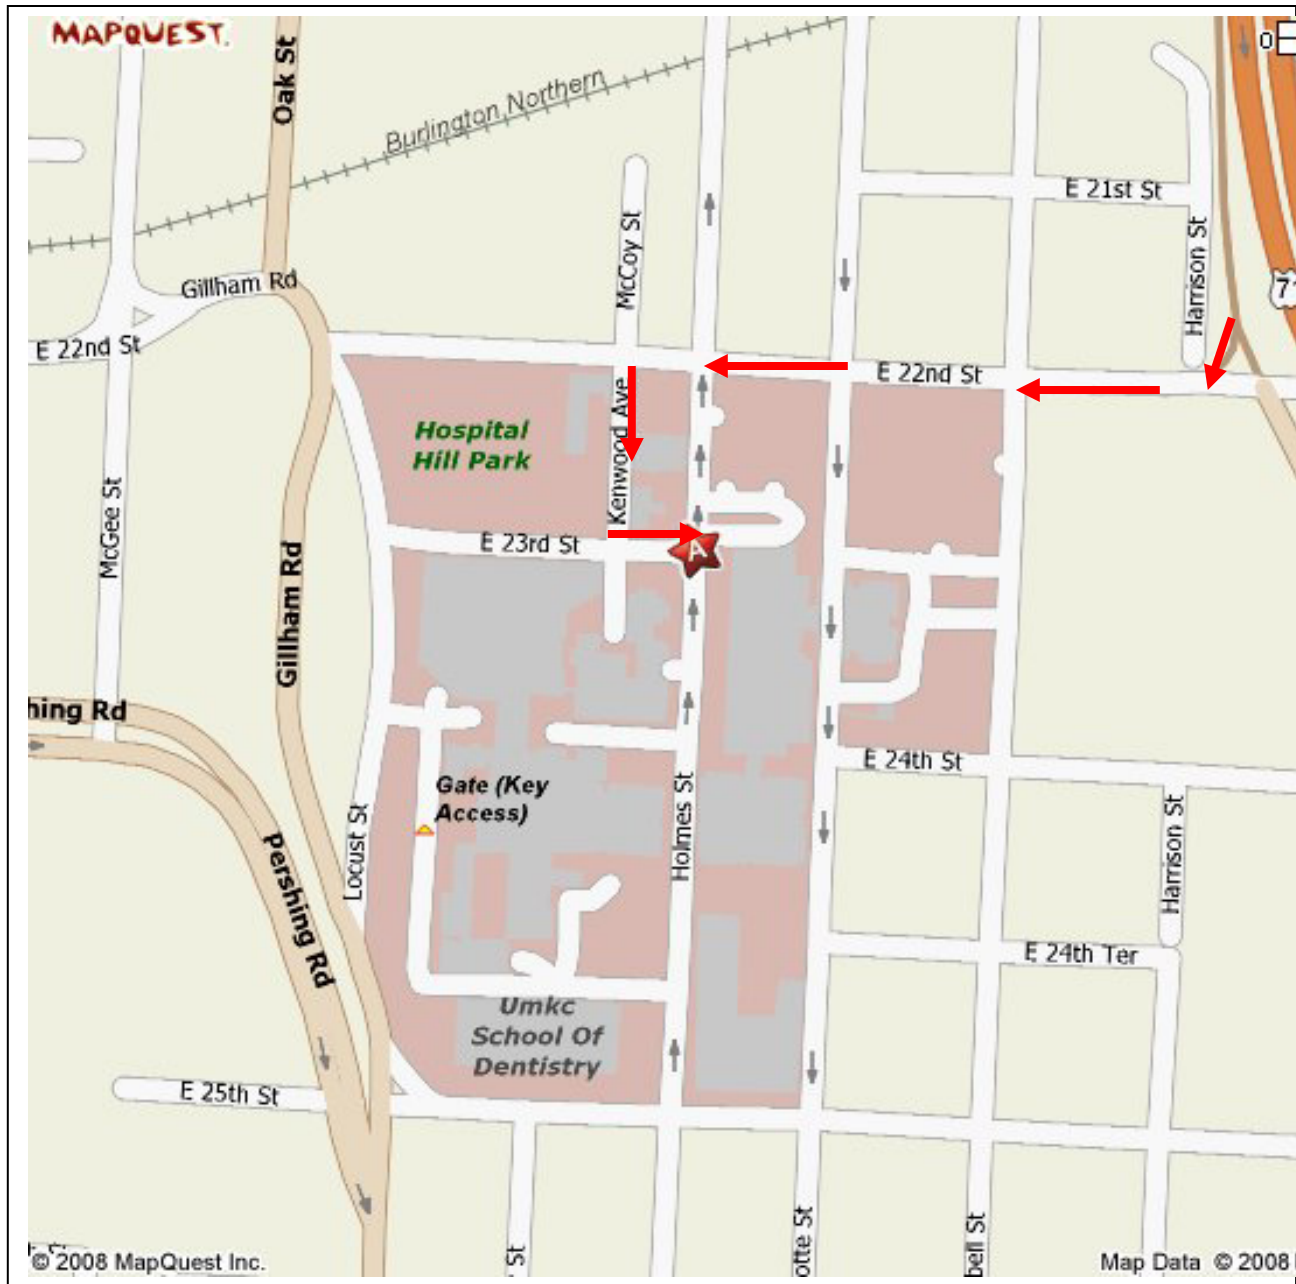 MAPQUEST.
Oak St
0
Burlington Northern
E 21st St
McCoy St
Harrison St
Gillham Rd
7
E 22nd St
E 22nd St
Kenwood Ave
Hospital
Hill Park
McGee St
E 23rd St
A
Gillham Rd
hing Rd
E 24th St
Gate (Key
Access)
Holmes St
Locust St
Harrison St
Pershing Rd
E 24th Ter
Umkc
School Of
Dentistry
E 25th St
St
otte St
bell St
© 2008 MapQuest Inc.
Map Data © 2008